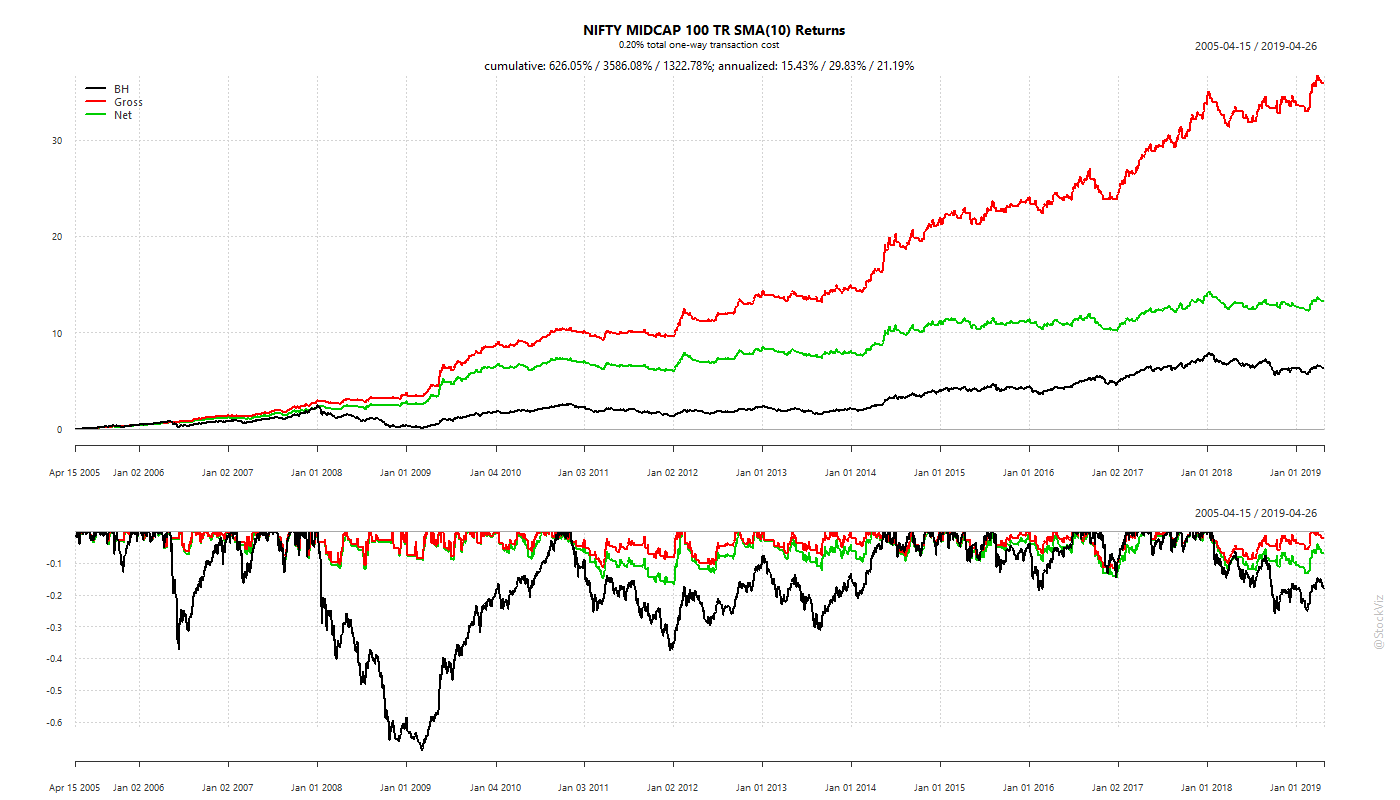 NIFTY MIDCAP 100 TR SMA(10) Returns
0.20% total one-way transaction cost
2005-04-15 / 2019-04-26
cumulative: 626.05% / 3586.08% / 1322.78%; annualized: 15.43% / 29.83% / 21.19%
BH
Gross
Net
30
20
10
0
Apr 15 2005 Jan 02 2006 Jan 02 2007 Jan 01 2008 Jan 01 2009 Jan 04 2010 Jan 03 2011 Jan 02 2012 Jan 01 2013 Jan 01 2014 Jan 01 2015 Jan 01 2016 Jan 02 2017 Jan 01 2018 Jan 01 2019
2005-04-15 / 2019-04-26
-0.1
-0.2
-0.3
-0.4
-0.5
-0.6
Apr 15 2005 Jan 02 2006 Jan 02 2007 Jan 01 2008 Jan 01 2009 Jan 04 2010 Jan 03 2011 Jan 02 2012 Jan 01 2013 Jan 01 2014 Jan 01 2015 Jan 01 2016 Jan 02 2017 Jan 01 2018 Jan 01 2019
@StockViz